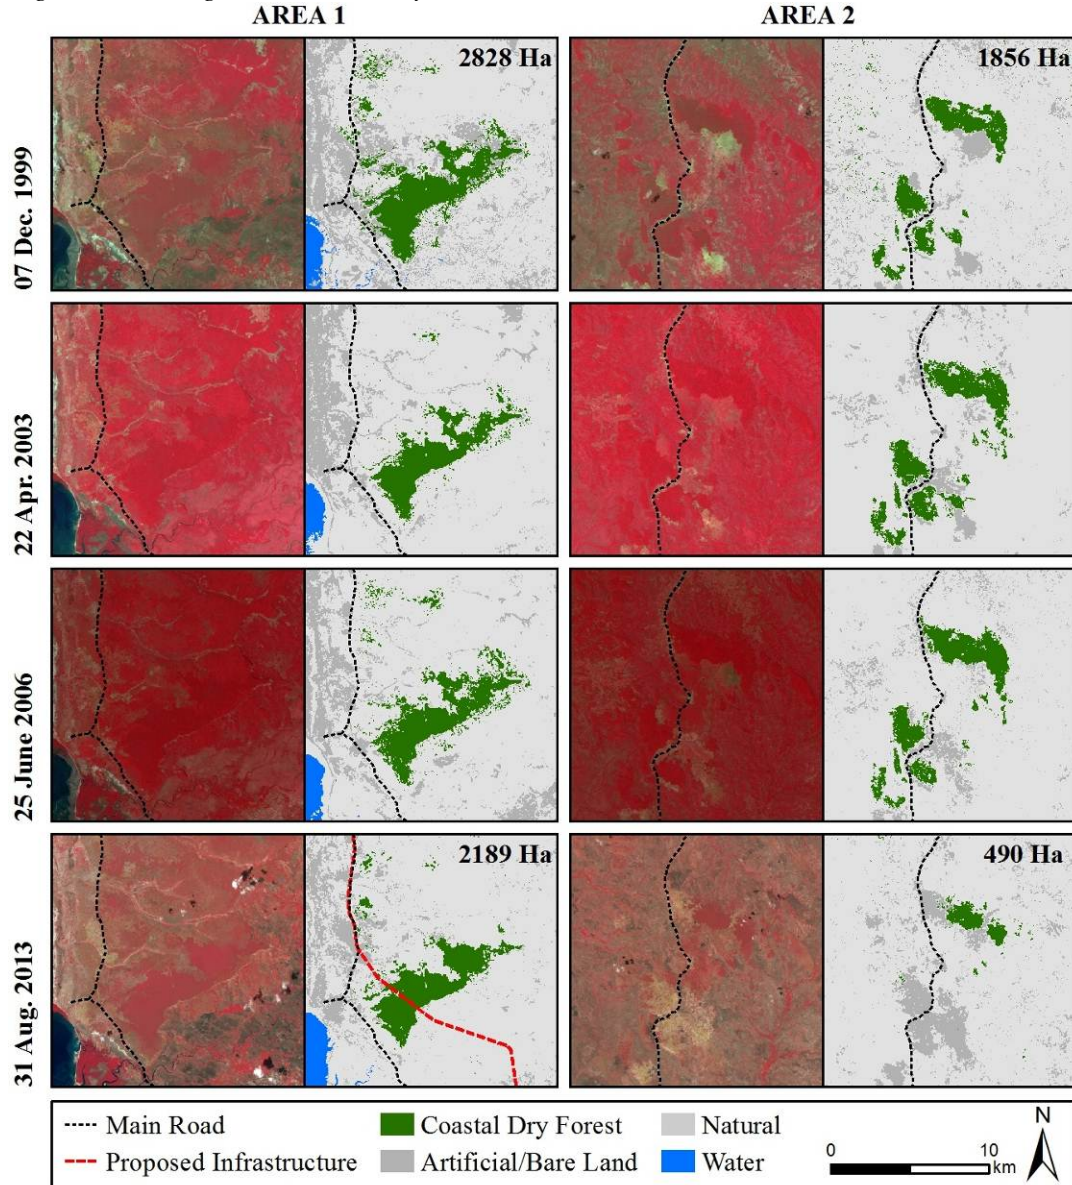 AREA 1 AREA 2
07 Dec. 1999
2828 Ha
1856 Ha
22 Apr. 2003
25 June 2006
31 Aug. 2013
2189 Ha
490 Ha
Main Road
Coastal Dry Forest
Natural
Proposed Infrastructure
Artificial/Bare Land
Water
0 10
km
N